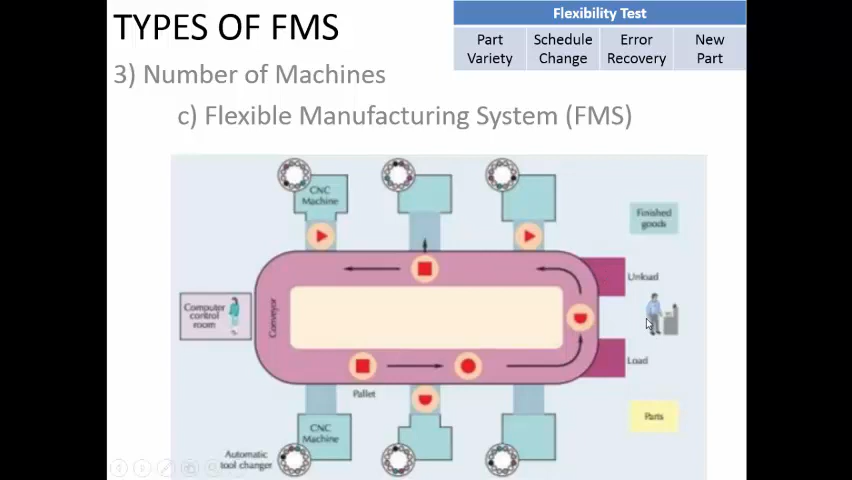 TYPES OF FMS
Flexibility Test
Part Variety
Schedule Change
Error Recovery
New Part
3) Number of Machines
c) Flexible Manufacturing System (FMS)
CNC
Machine
Finished
goods
Unload
Computer
control
room
Conveyor
Load
Pallet
Parts
CNC
Machine
Automatic
tool changer